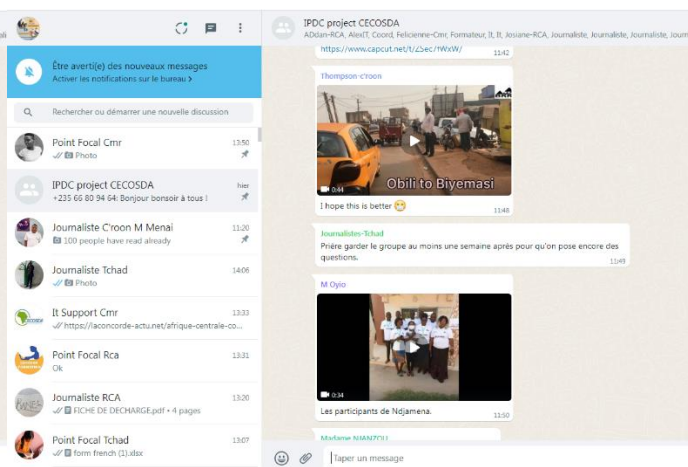 Être averti(e) des nouveaux messages
Activer les notifications sur le bureau >
Rechercher ou démarrer une nouvelle discussion
Point Focal Cmr 13:50
Photo
IPDC project CECOSDA hier
+235 66 80 94 64: Bonjour bonsoir à tous !
Journaliste C'roon M Menai 11:20
100 people have read already
Journaliste Tchad 14:06
Photo
It Support Cmr 13:33
https://laconcorde-actu.net/afrique-centrale-co...
Point Focal Rca 13:31
Ok
Journaliste RCA 13:20
FICHE DE DECHARGE.pdf • 4 pages
Point Focal Tchad 13:07
form french (1).xlsx
IPDC project CECOSDA
ADdan-RCA, AlexIT, Coord, Felicienne-Cmr, Formateur, It, It, Josiane-RCA, Journaliste, Journaliste, Journaliste, Journ
11:42
Thompson-c'roon
Obili to Biyemasi
0:44
I hope this is better 😁
11:48
Journalistes-Tchad
Prière garder le groupe au moins une semaine après pour qu'on pose encore des
questions.
11:49
M Oyio
0:34
Les participants de Ndjamena.
11:50
Madame NJANZOU
Taper un message